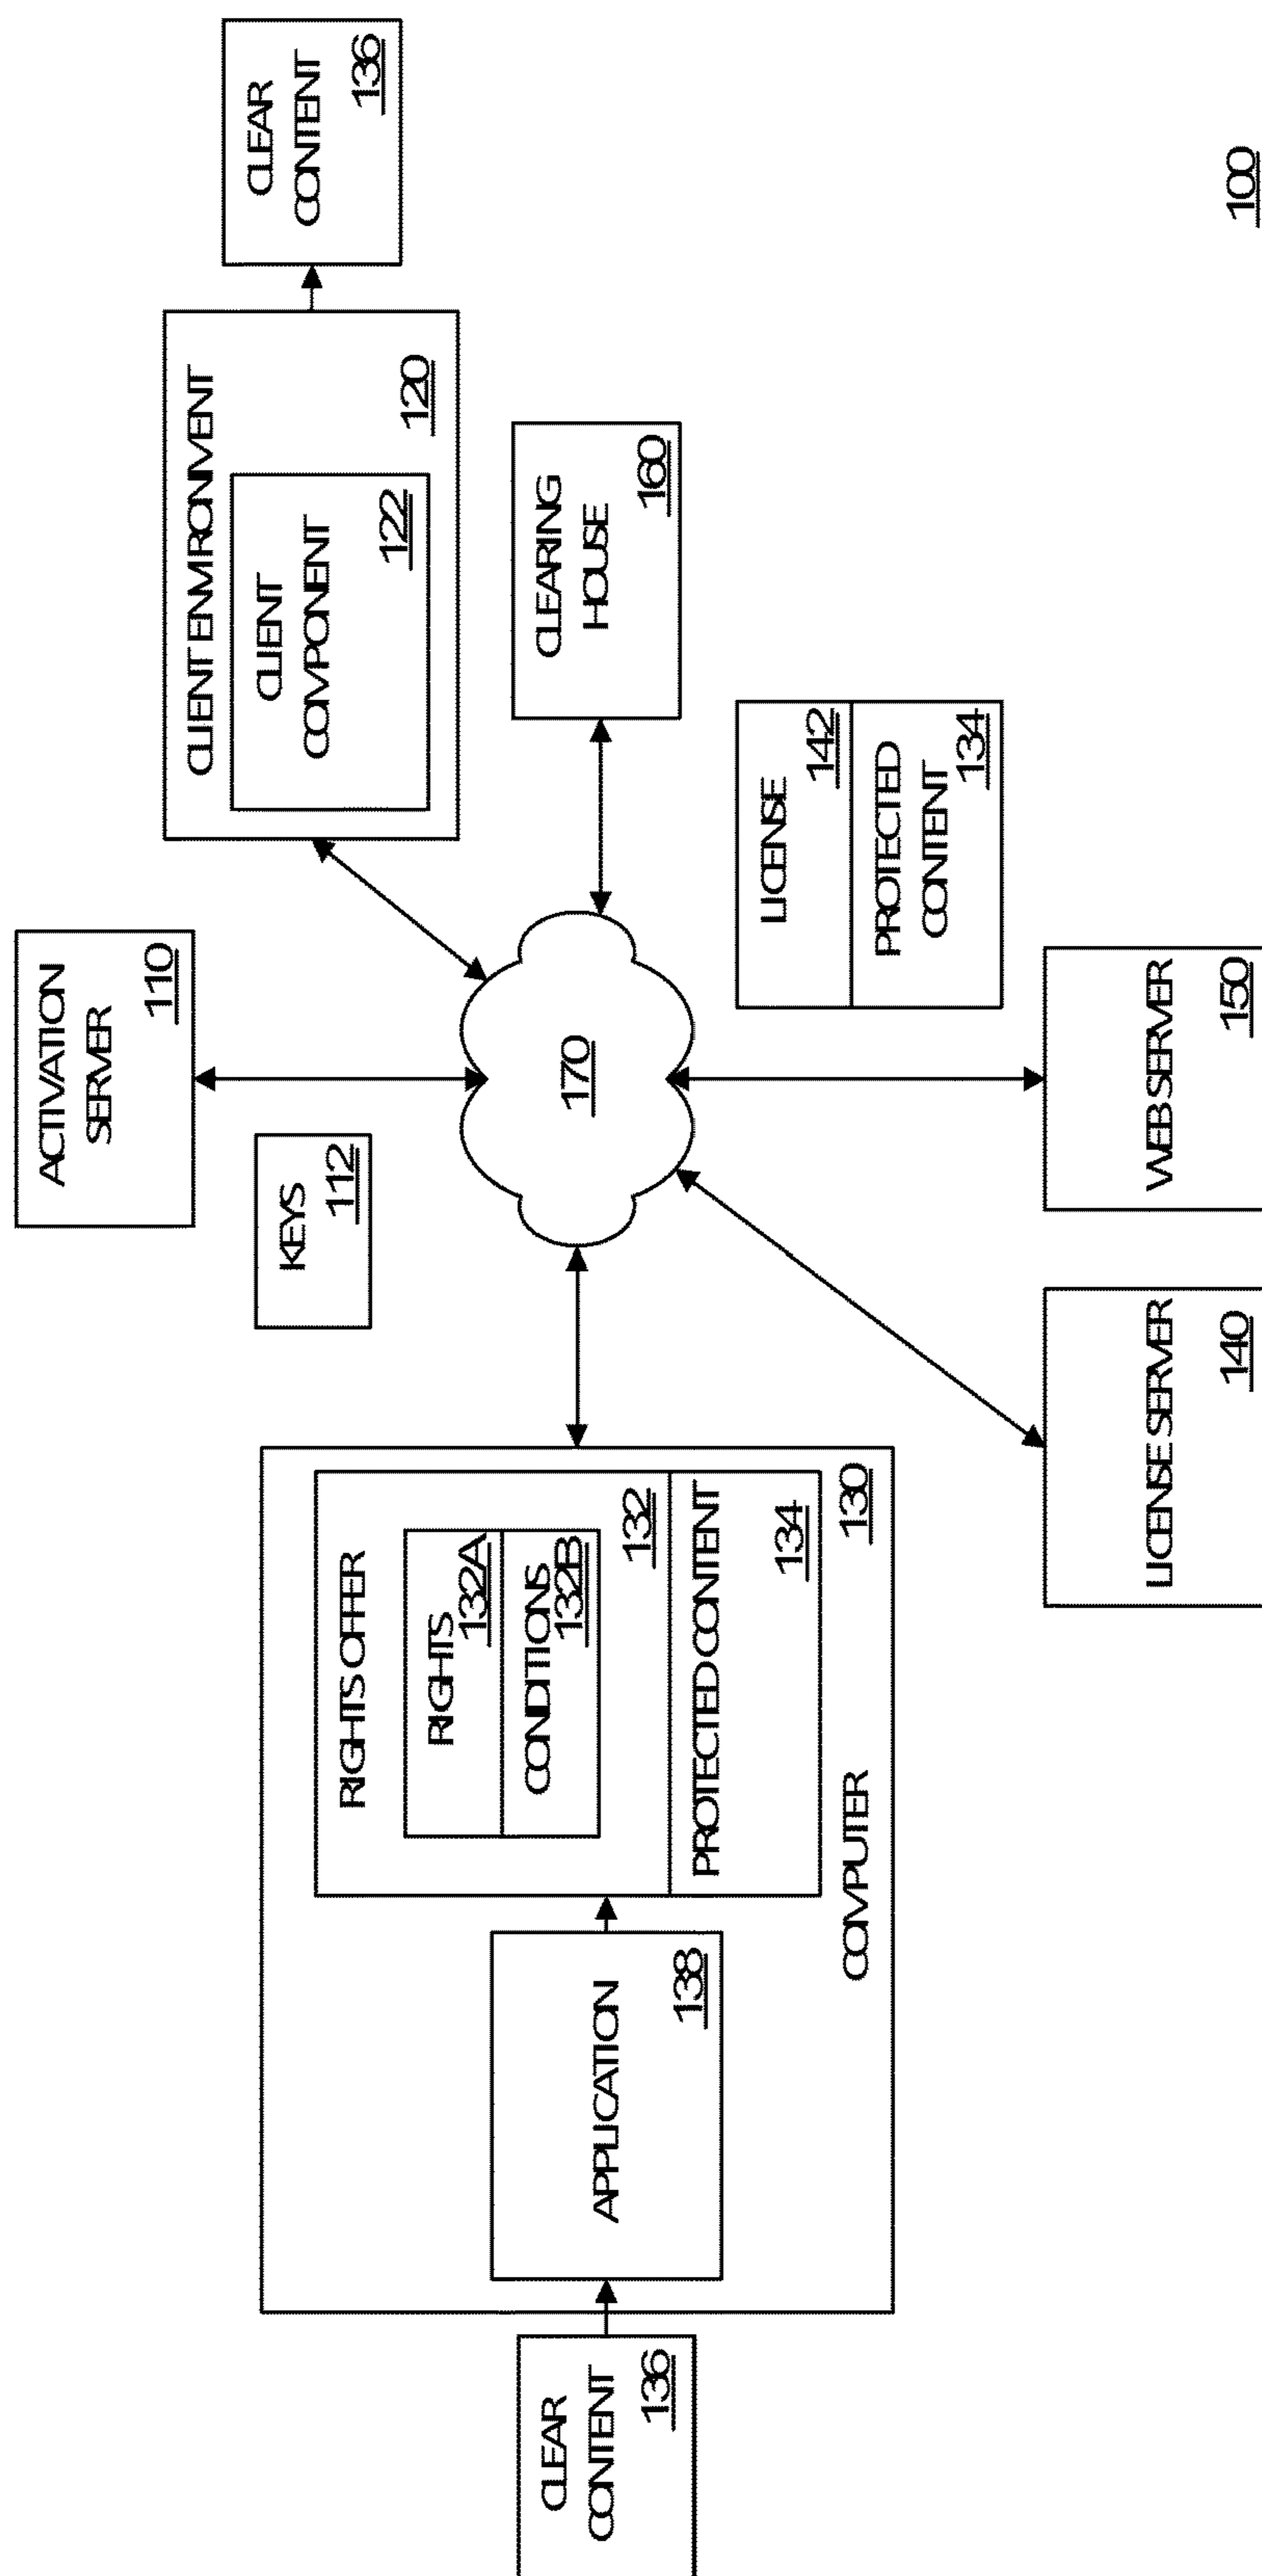 ACTIVATION
SERVER
110
KEYS
112
CLIENT ENVIRONMENT
CLIENT
COMPONENT
122
120
CLEAR
CONTENT
136
CLEAR
CONTENT
136
APPLICATION
138
RIGHTS OFFER
RIGHTS
132A
CONDITIONS
132B
132
PROTECTED CONTENT
134
COMPUTER
130
170
CLEARING
HOUSE
160
LICENSE
142
PROTECTED
CONTENT
134
LICENSE SERVER
140
WEB SERVER
150
100